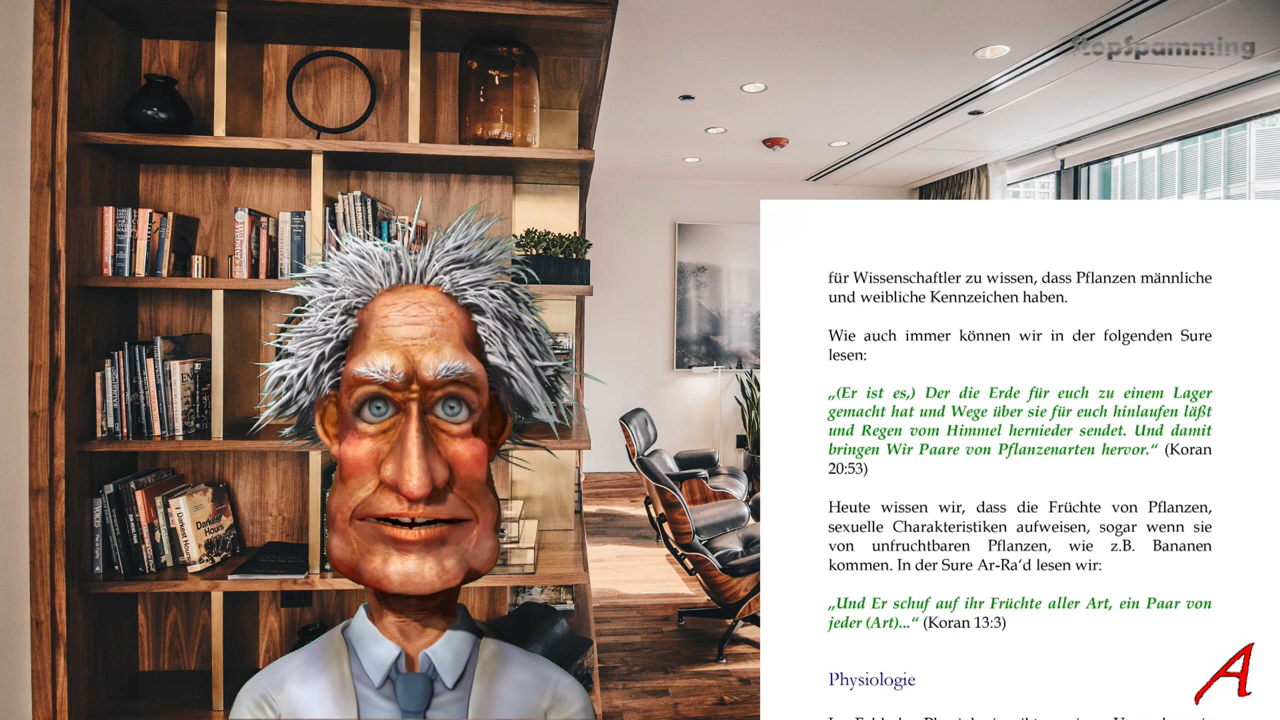 StopSpamming
für Wissenschaftler zu wissen, dass Pflanzen männliche
und weibliche Kennzeichen haben.
Wie auch immer können wir in der folgenden Sure
lesen:
„(Er ist es,) Der die Erde für euch zu einem Lager
gemacht hat und Wege über sie für euch hinlaufen läßt
und Regen vom Himmel hernieder sendet. Und damit
bringen Wir Paare von Pflanzenarten hervor.“ (Koran
20:53)
Heute wissen wir, dass die Früchte von Pflanzen,
sexuelle Charakteristiken aufweisen, sogar wenn sie
von unfruchtbaren Pflanzen, wie z.B. Bananen
kommen. In der Sure Ar-Ra‘d lesen wir:
„Und Er schuf auf ihr Früchte aller Art, ein Paar von
jeder (Art)...“ (Koran 13:3)
Physiologie
A
Darkest
Hours